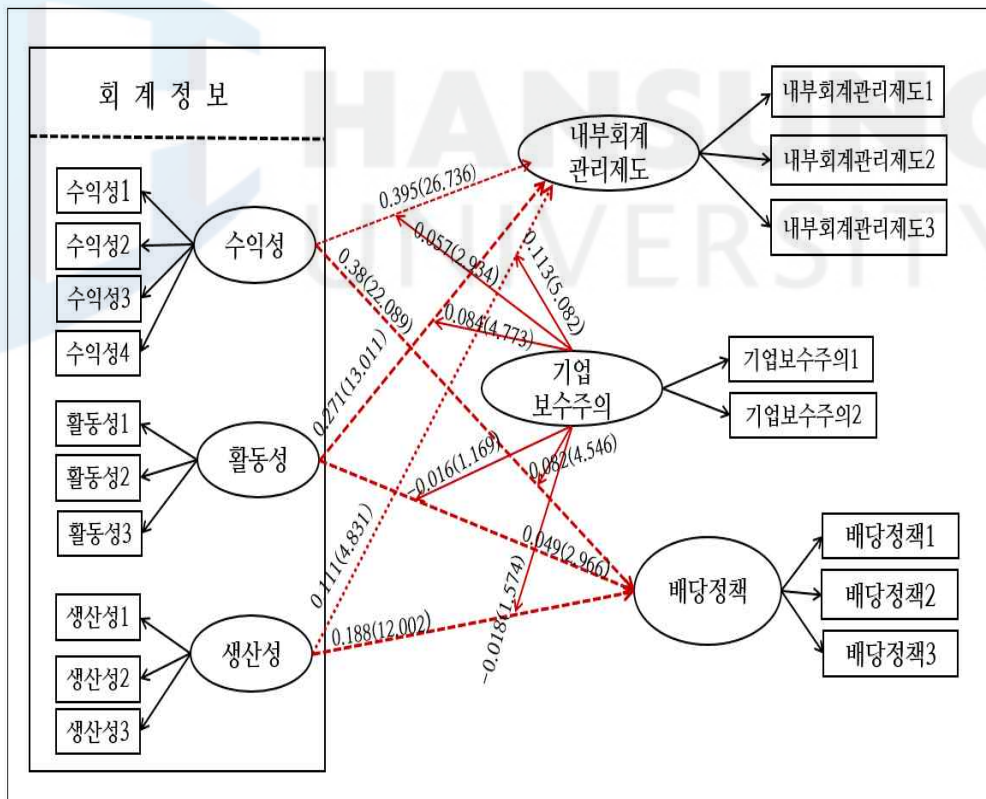 HANSUNG
UNIVERSITY
회 계 정 보
수익성1
수익성2
수익성3
수익성4
수익성
활동성1
활동성2
활동성3
활동성
생산성1
생산성2
생산성3
생산성
0.395(26.736)
0.38(22.089)
0.271(13.011)
0.111(4.831)
0.188(12.002)
0.049(2.966)
0.057(2.934)
0.113(5.082)
0.084(4.773)
-0.016(1.169)
0.082(4.546)
-0.018(1.574)
내부회계
관리제도
내부회계관리제도1
내부회계관리제도2
내부회계관리제도3
기업
보수주의
기업보수주의1
기업보수주의2
배당정책
배당정책1
배당정책2
배당정책3